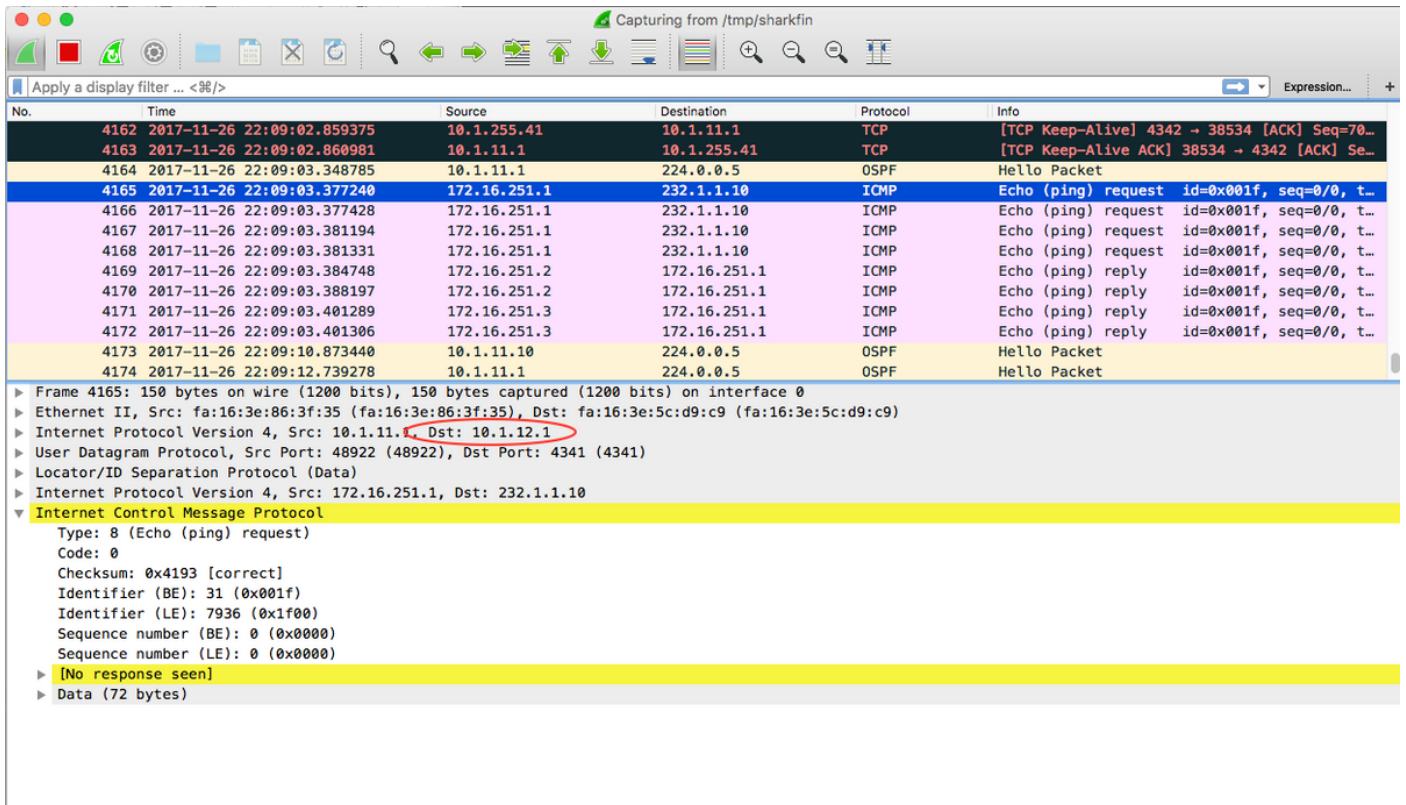 Capturing from /tmp/sharkfin
Apply a display filter ... <⌘/>
Expression...
+
No. Time Source Destination Protocol Info
4162 2017-11-26 22:09:02.859375 10.1.255.41 10.1.11.1 TCP [TCP Keep-Alive] 4342 → 38534 [ACK] Seq=70…
4163 2017-11-26 22:09:02.860981 10.1.11.1 10.1.255.41 TCP [TCP Keep-Alive ACK] 38534 → 4342 [ACK] Se…
4164 2017-11-26 22:09:03.348785 10.1.11.1 224.0.0.5 OSPF Hello Packet
4165 2017-11-26 22:09:03.377240 172.16.251.1 232.1.1.10 ICMP Echo (ping) request id=0x001f, seq=0/0, t…
4166 2017-11-26 22:09:03.377428 172.16.251.1 232.1.1.10 ICMP Echo (ping) request id=0x001f, seq=0/0, t…
4167 2017-11-26 22:09:03.381194 172.16.251.1 232.1.1.10 ICMP Echo (ping) request id=0x001f, seq=0/0, t…
4168 2017-11-26 22:09:03.381331 172.16.251.1 232.1.1.10 ICMP Echo (ping) request id=0x001f, seq=0/0, t…
4169 2017-11-26 22:09:03.384748 172.16.251.2 172.16.251.1 ICMP Echo (ping) reply id=0x001f, seq=0/0, t…
4170 2017-11-26 22:09:03.388197 172.16.251.2 172.16.251.1 ICMP Echo (ping) reply id=0x001f, seq=0/0, t…
4171 2017-11-26 22:09:03.401289 172.16.251.3 172.16.251.1 ICMP Echo (ping) reply id=0x001f, seq=0/0, t…
4172 2017-11-26 22:09:03.401306 172.16.251.3 172.16.251.1 ICMP Echo (ping) reply id=0x001f, seq=0/0, t…
4173 2017-11-26 22:09:10.873440 10.1.11.10 224.0.0.5 OSPF Hello Packet
4174 2017-11-26 22:09:12.739278 10.1.11.1 224.0.0.5 OSPF Hello Packet
Frame 4165: 150 bytes on wire (1200 bits), 150 bytes captured (1200 bits) on interface 0
Ethernet II, Src: fa:16:3e:86:3f:35 (fa:16:3e:86:3f:35), Dst: fa:16:3e:5c:d9:c9 (fa:16:3e:5c:d9:c9)
Internet Protocol Version 4, Src: 10.1.11.1, Dst: 10.1.12.1
User Datagram Protocol, Src Port: 48922 (48922), Dst Port: 4341 (4341)
Locator/ID Separation Protocol (Data)
Internet Protocol Version 4, Src: 172.16.251.1, Dst: 232.1.1.10
Internet Control Message Protocol
Type: 8 (Echo (ping) request)
Code: 0
Checksum: 0x4193 [correct]
Identifier (BE): 31 (0x001f)
Identifier (LE): 7936 (0x1f00)
Sequence number (BE): 0 (0x0000)
Sequence number (LE): 0 (0x0000)
[No response seen]
Data (72 bytes)